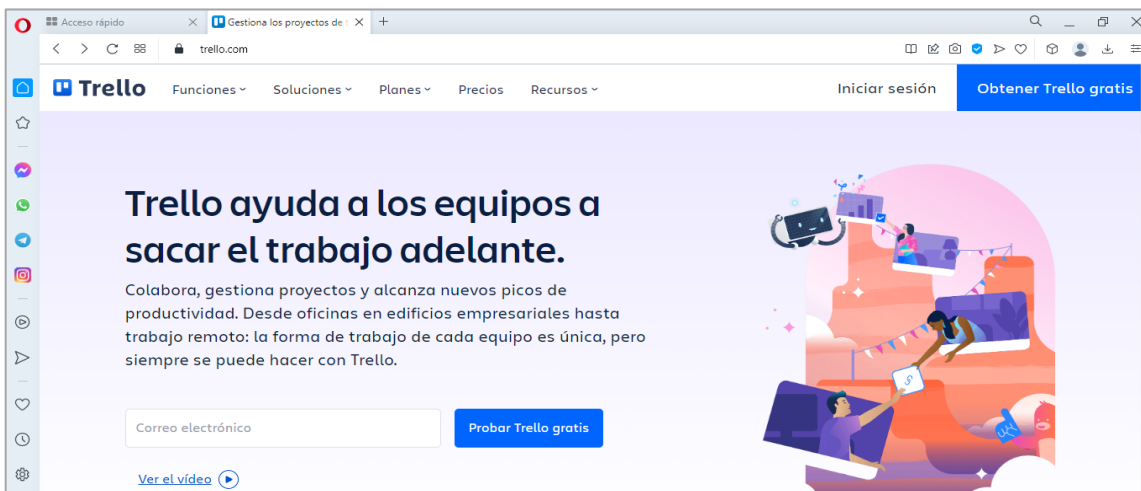 Acceso rápido
Gestiona los proyectos de
trello.com
Trello
Funciones
Soluciones
Planes
Precios
Recursos
Iniciar sesión
Obtener Trello gratis
Trello ayuda a los equipos a
sacar el trabajo adelante.
Colabora, gestiona proyectos y alcanza nuevos picos de
productividad. Desde oficinas en edificios empresariales hasta
trabajo remoto: la forma de trabajo de cada equipo es única, pero
siempre se puede hacer con Trello.
Correo electrónico
Probar Trello gratis
Ver el vídeo